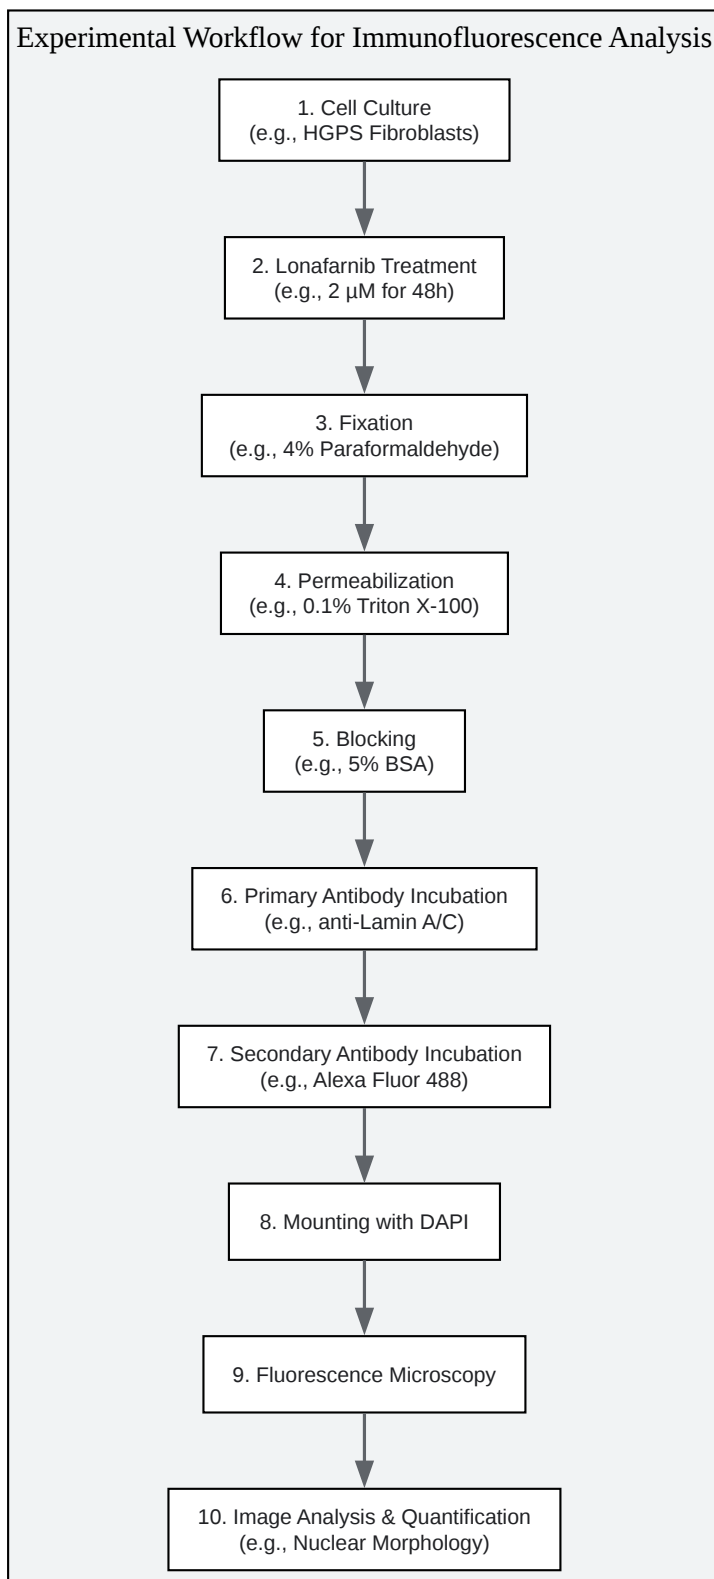 Experimental Workflow for Immunofluorescence Analysis
1. Cell Culture
(e.g., HGPS Fibroblasts)
2. Lonafarnib Treatment
(e.g., 2 µM for 48h)
3. Fixation
(e.g., 4% Paraformaldehyde)
4. Permeabilization
(e.g., 0.1% Triton X-100)
5. Blocking
(e.g., 5% BSA)
6. Primary Antibody Incubation
(e.g., anti-Lamin A/C)
7. Secondary Antibody Incubation
(e.g., Alexa Fluor 488)
8. Mounting with DAPI
9. Fluorescence Microscopy
10. Image Analysis & Quantification
(e.g., Nuclear Morphology)